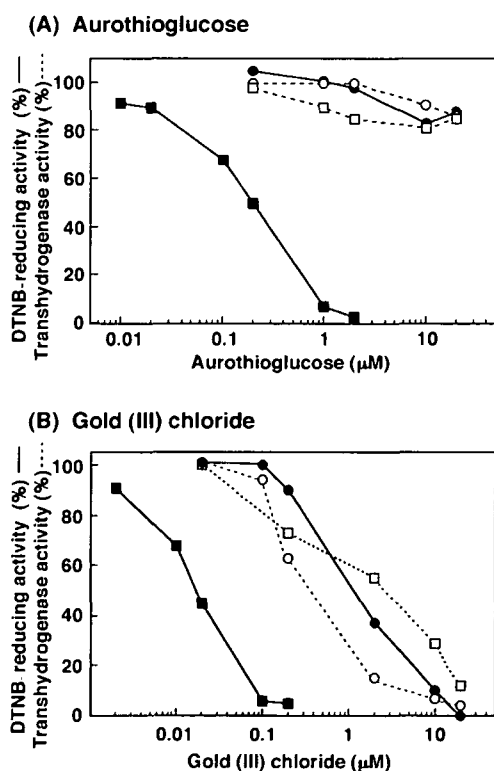 (A) Aurothioglucose
DTNB-reducing activity (%)
Transhydrogenase activity (%)
100
80
60
40
20
0
0.01 0.1 1 10
Aurothioglucose (μM)
(B) Gold (III) chloride
DTNB-reducing activity (%)
Transhydrogenase activity (%)
100
80
60
40
20
0
0.01 0.1 1 10
Gold (III) chloride (μM)